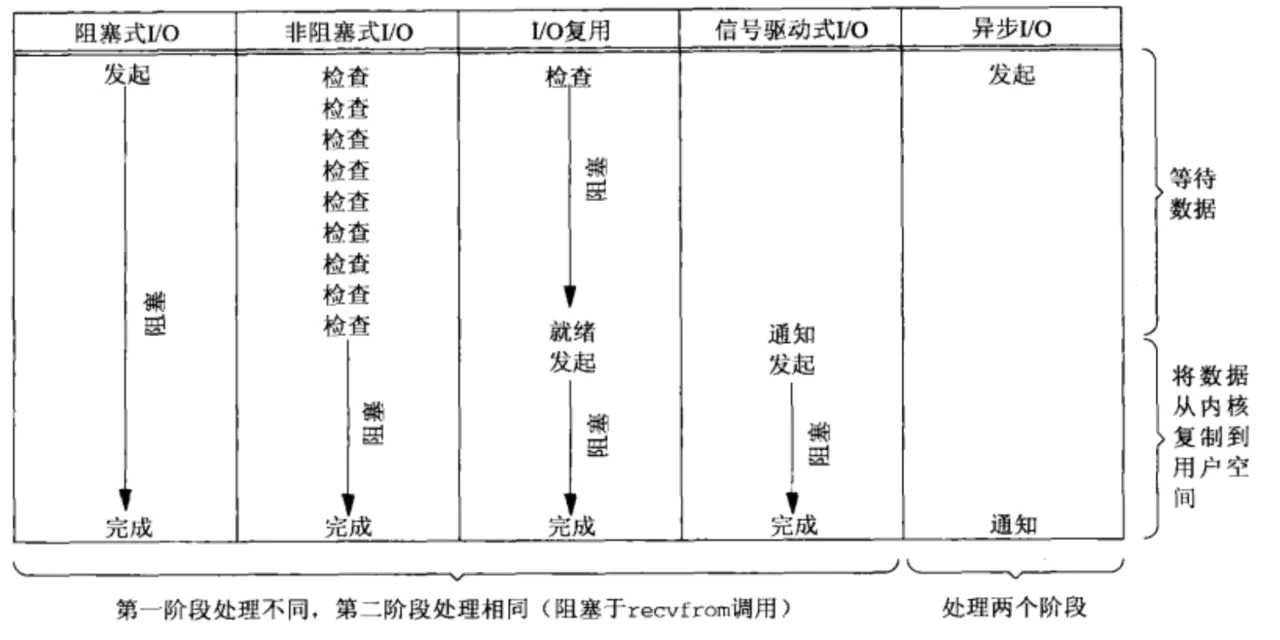 阻塞式I/O 非阻塞式I/O I/O复用 信号驱动式I/O 异步I/O
发起 检查 检查 发起
检查
检查
检查
检查
检查
检查
检查
检查
阻塞
阻塞
就绪 通知
发起 发起
阻塞
阻塞
阻塞
完成 完成 完成 完成 通知
等待
数据
将数据
从内核
复制到
用户空
间
第一阶段处理不同，第二阶段处理相同（阻塞于recvfrom调用）
处理两个阶段